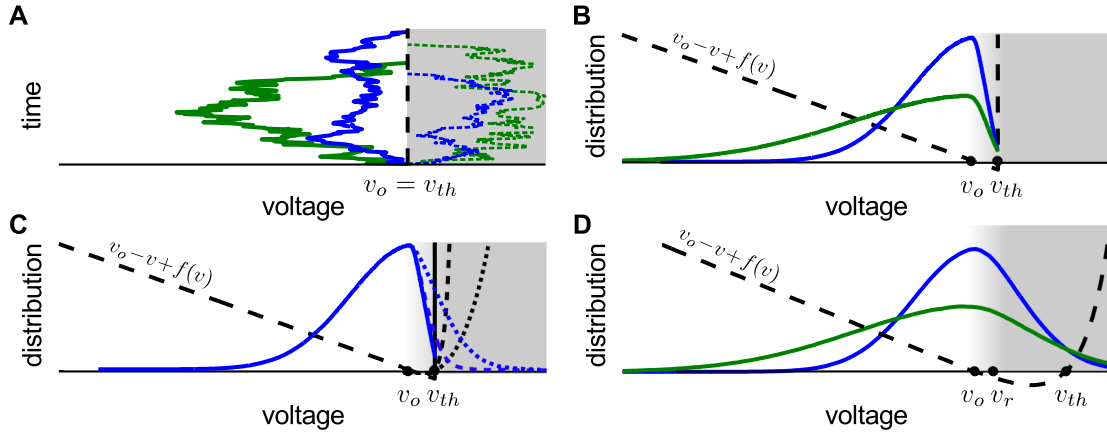 A
time
v_o = v_th
voltage
B
distribution
v_o−v+f(v)
v_o v_th
voltage
C
distribution
v_o−v+f(v)
v_o v_th
voltage
D
distribution
v_o−v+f(v)
v_o v_r v_th
voltage